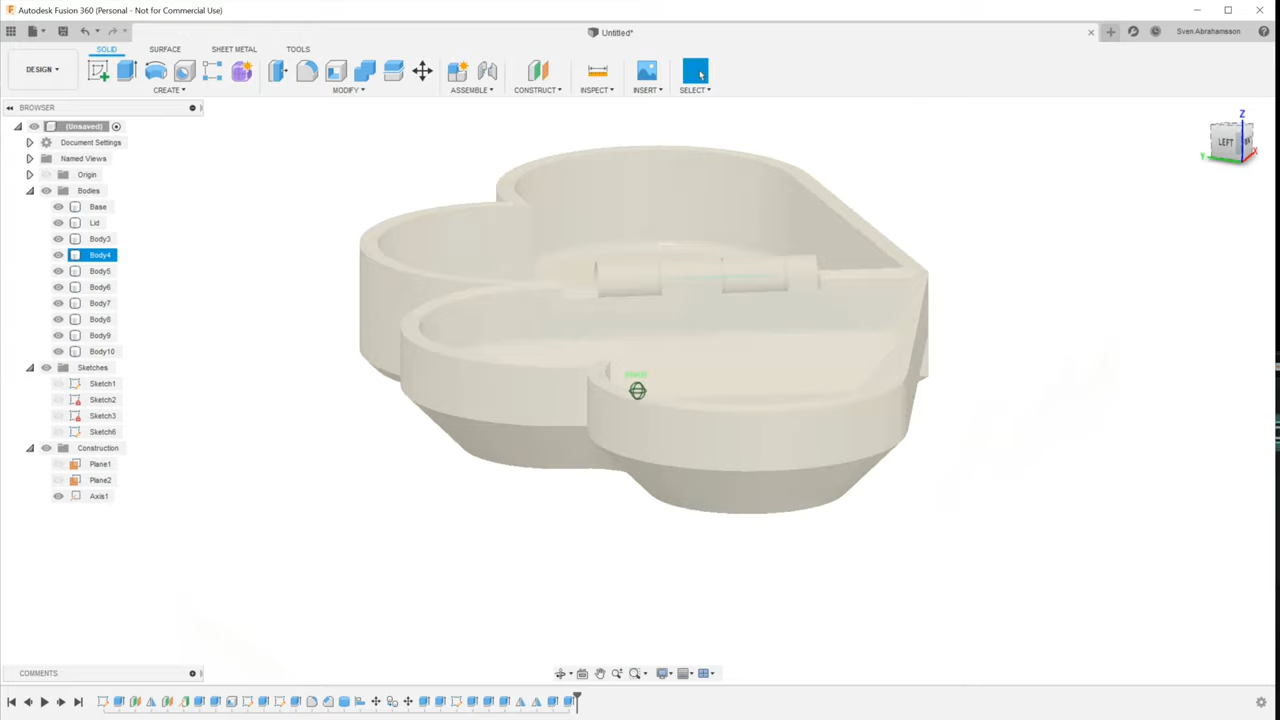 Autodesk Fusion 360 (Personal - Not for Commercial Use)
Untitled*
Sven Abrahamsson
SOLID SURFACE SHEET METAL TOOLS
DESIGN
CREATE MODIFY ASSEMBLE CONSTRUCT INSPECT INSERT SELECT
BROWSER
(Unsaved)
Document Settings
Named Views
Origin
Bodies
Base
Lid
Body3
Body4
Body5
Body6
Body7
Body8
Body9
Body10
Sketches
Sketch1
Sketch2
Sketch3
Sketch6
Construction
Plane1
Plane2
Axis1
Z
LEFT
Y
X
COMMENTS